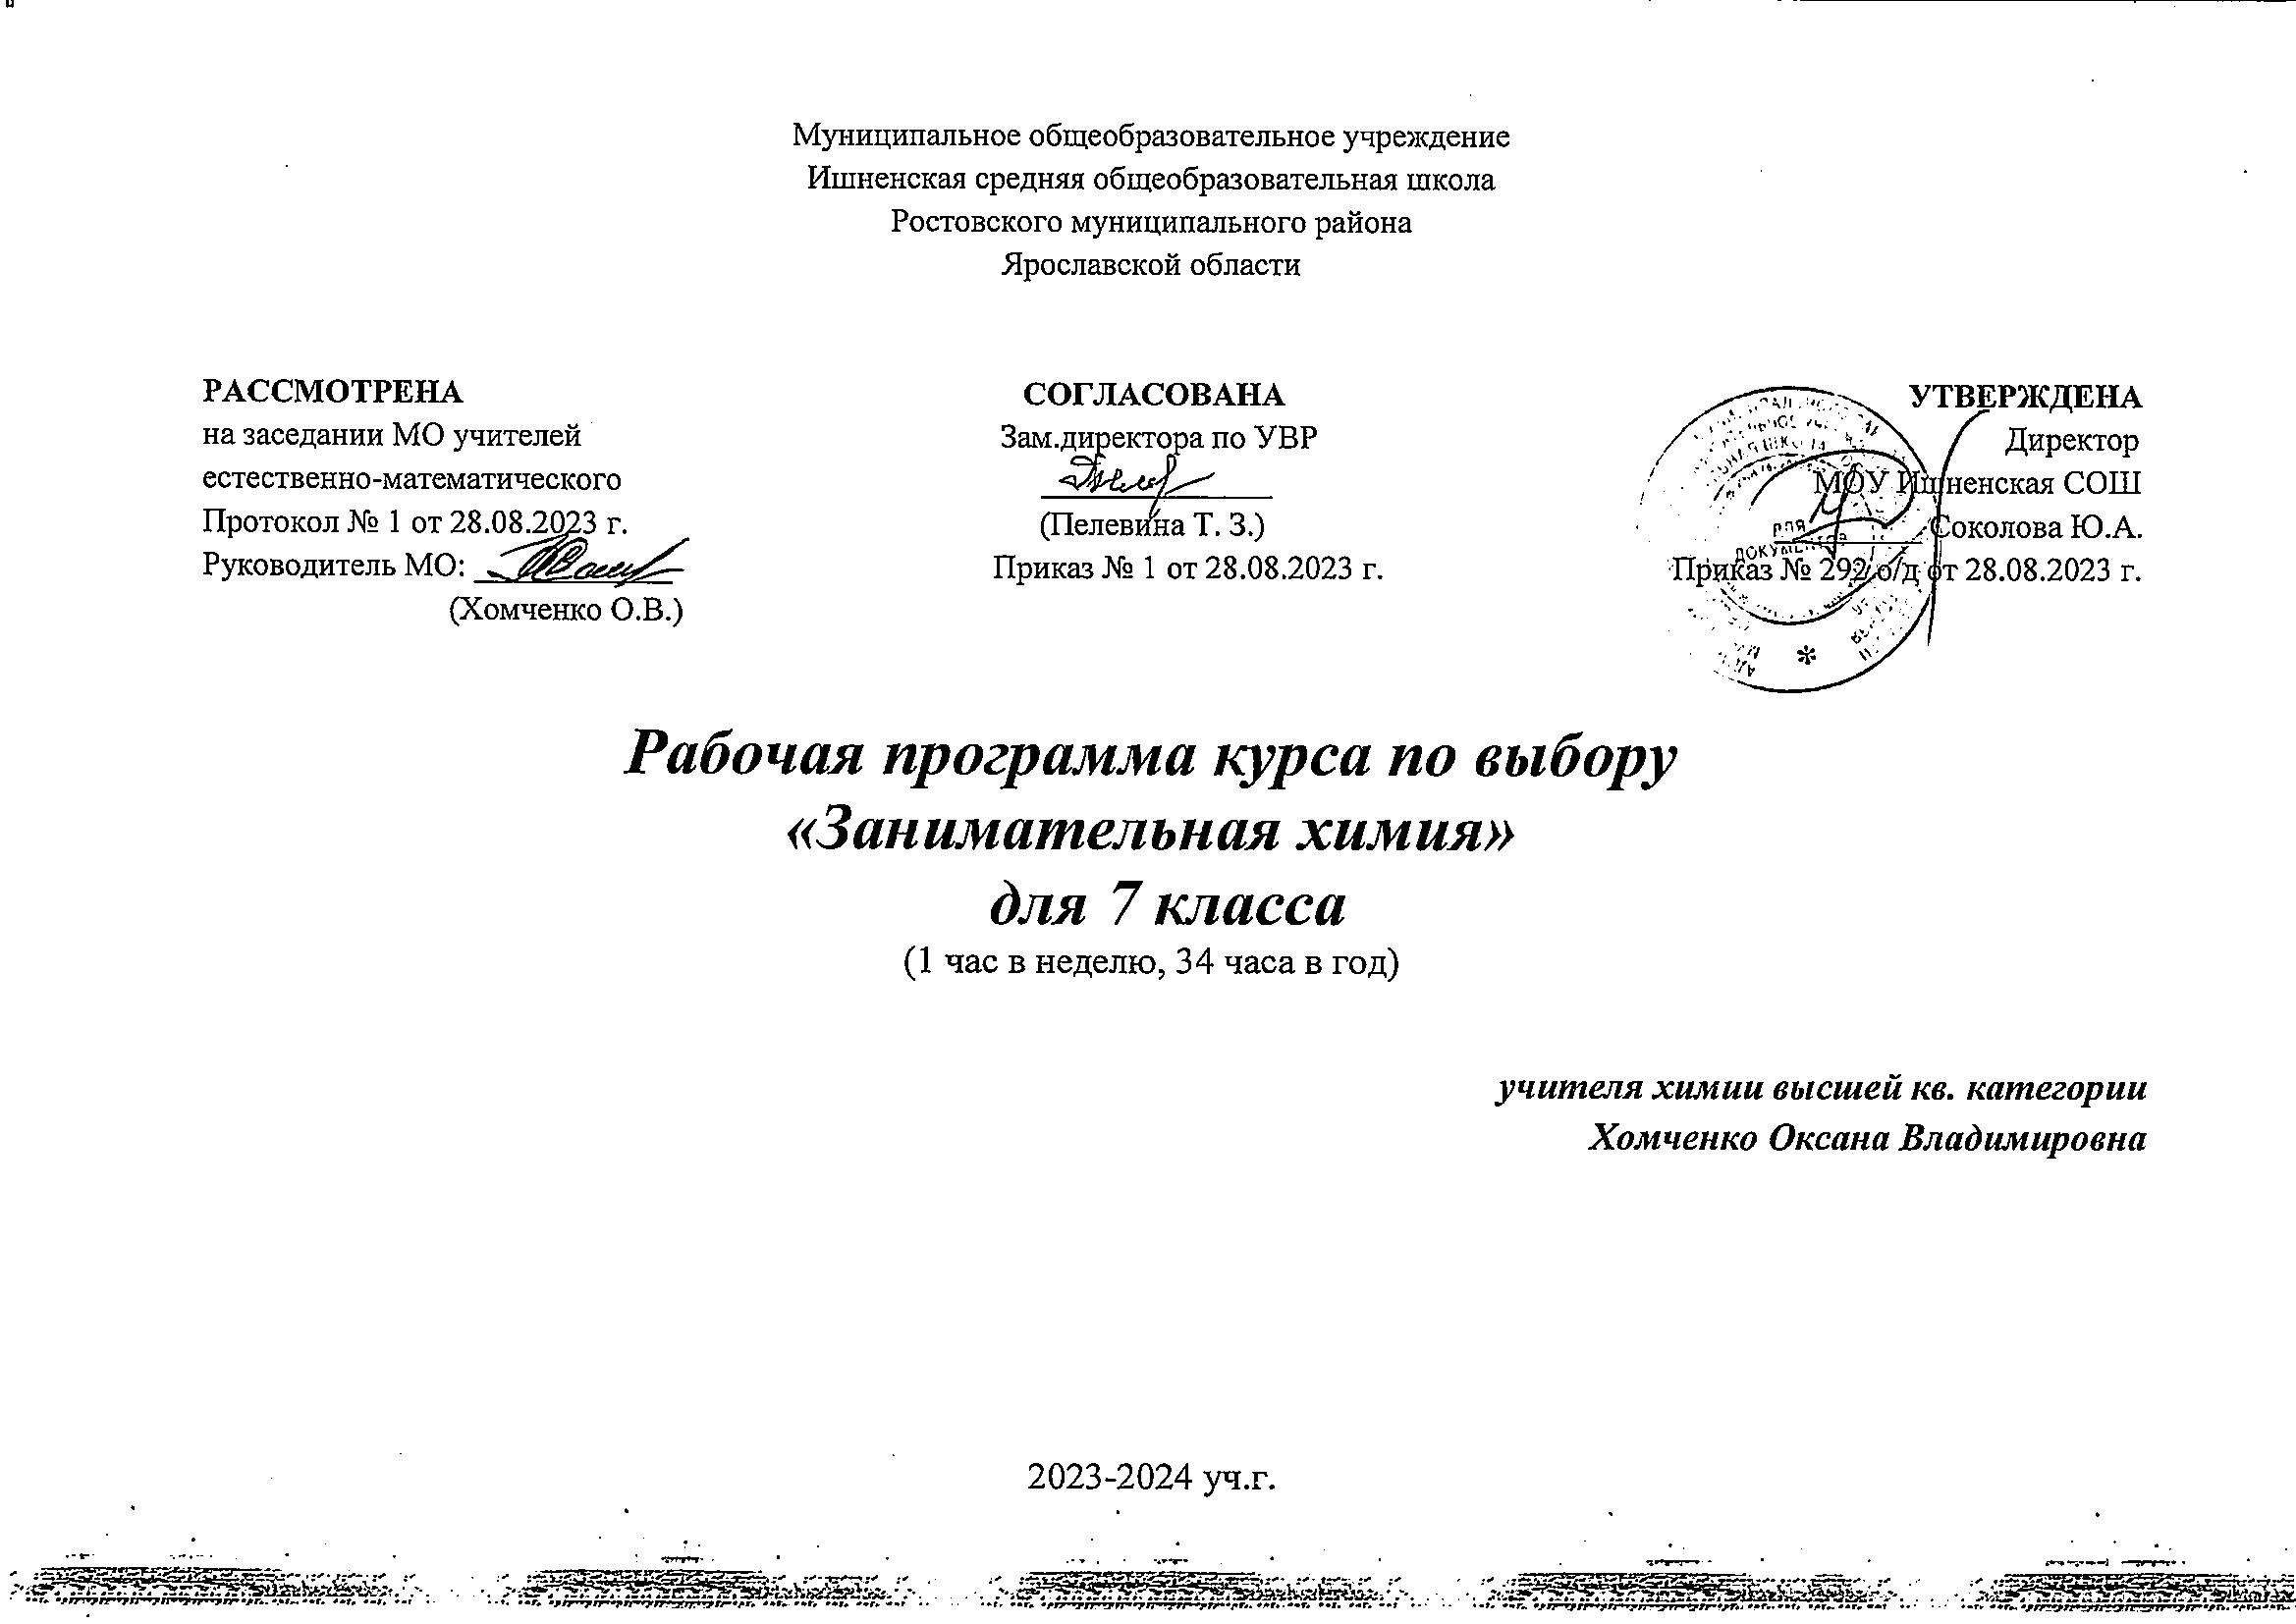 Муниципальное общеобразовательное учреждение
Ишненская средняя общеобразовательная школа
Ростовского муниципального района
Ярославской области
РАССМОТРЕНА
на заседании МО учителей
естественно-математического
Протокол № 1 от 28.08.2023 г.
Руководитель МО:
(Хомченко О.В.)
СОГЛАСОВАНА
Зам.директора по УВР
(Пелевина Т. З.)
Приказ № 1 от 28.08.2023 г.
УТВЕРЖДЕНА
Директор
МОУ Ишненская СОШ
Соколова Ю.А.
Приказ № 292 о/д от 28.08.2023 г.
Рабочая программа курса по выбору
«Занимательная химия»
для 7 класса
(1 час в неделю, 34 часа в год)
учителя химии высшей кв. категории
Хомченко Оксана Владимировна
2023-2024 уч.г.